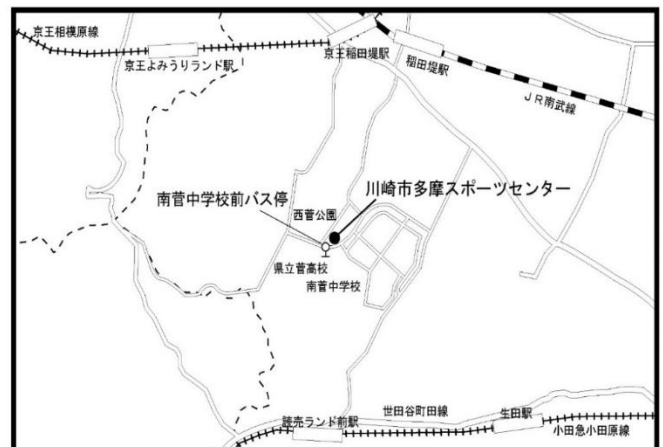 京王相模原線
京王よみうりランド駅
京王稲田堤駅
稲田堤駅
JR南武線
川崎市多摩スポーツセンター
南菅中学校前バス停
西菅公園
県立菅高校
南菅中学校
読売ランド前駅
世田谷町田線
生田駅
小田急小田原線